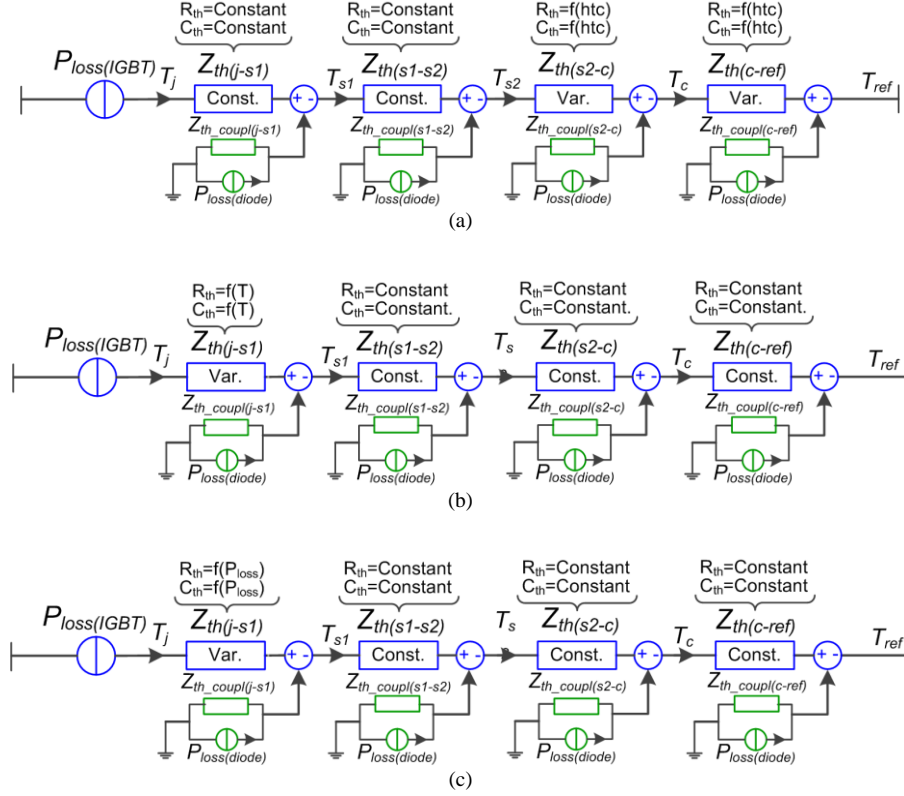 Rth=Constant Rth=Constant Rth=f(htc) Rth=f(htc)
Cth=Constant Cth=Constant Cth=f(htc) Cth=f(htc)
Ploss(IGBT) Tj Zth(j-s1) Ts1 Zth(s1-s2) Ts2 Zth(s2-c) Tc Zth(c-ref) Tref
Const. + - Const. + - Var. + - Var. + -
Zth_coupl(j-s1) Zth_coupl(s1-s2) Zth_coupl(s2-c) Zth_coupl(c-ref)
Ploss(diode) Ploss(diode) Ploss(diode) Ploss(diode)
(a)
Rth=f(T) Rth=Constant Rth=Constant Rth=Constant
Cth=f(T) Cth=Constant. Cth=Constant. Cth=Constant.
Ploss(IGBT) Tj Zth(j-s1) Ts1 Zth(s1-s2) Ts Zth(s2-c) Tc Zth(c-ref) Tref
Var. + - Const. + - Const. + - Const. + -
Zth_coupl(j-s1) Zth_coupl(s1-s2) Zth_coupl(s2-c) Zth_coupl(c-ref)
Ploss(diode) Ploss(diode) Ploss(diode) Ploss(diode)
(b)
Rth=f(Ploss) Rth=Constant Rth=Constant Rth=Constant
Cth=f(Ploss) Cth=Constant Cth=Constant Cth=Constant
Ploss(IGBT) Tj Zth(j-s1) Ts1 Zth(s1-s2) Ts Zth(s2-c) Tc Zth(c-ref) Tref
Var. + - Const. + - Const. + - Const. + -
Zth_coupl(j-s1) Zth_coupl(s1-s2) Zth_coupl(s2-c) Zth_coupl(c-ref)
Ploss(diode) Ploss(diode) Ploss(diode) Ploss(diode)
(c)